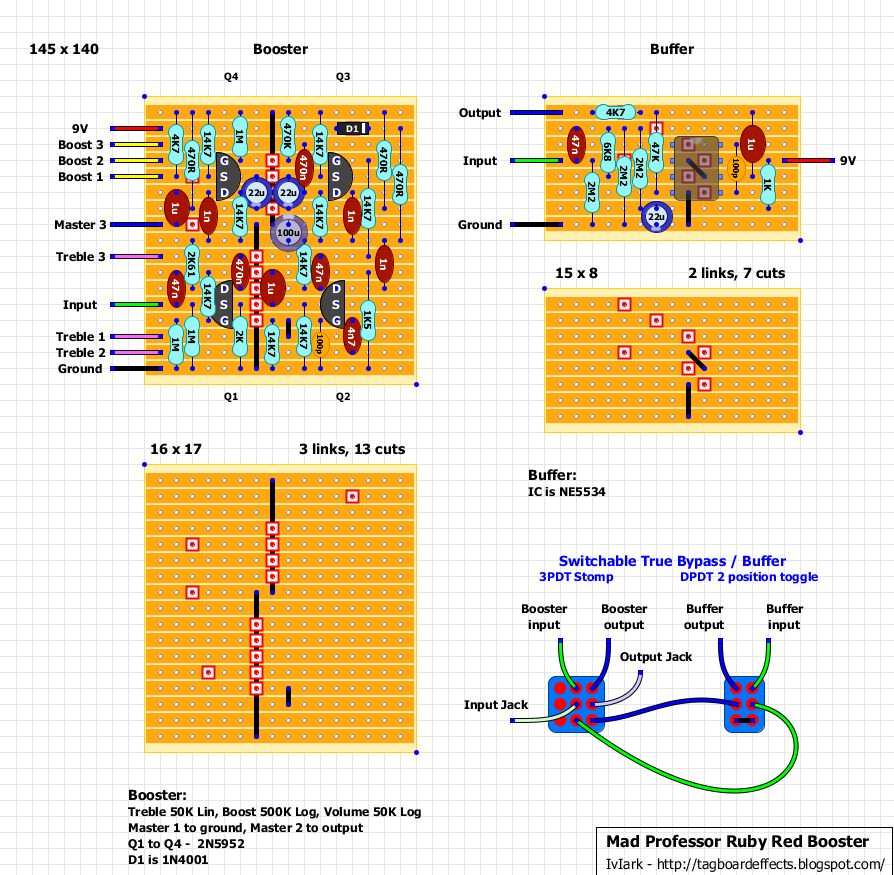 145 x 140
Booster
Buffer
Q4
Q3
9V
Boost 3
Boost 2
Boost 1
Master 3
Treble 3
Input
Treble 1
Treble 2
Ground
4K7
470R
14K7
1M
470K
14K7
D1
470R
470R
470n
G
S
D
G
S
D
22u
22u
1u
1n
14K7
14K7
1n
14K7
100u
2K61
470n
14K7
47n
1n
47n
14K7
D
S
G
1u
D
S
G
1M
1M
2K
14K7
14K7
100p
4n7
1K5
Q1
Q2
Output
Input
Ground
9V
4K7
47n
6K8
2M2
2M2
2M2
47K
100p
1u
1K
22u
15 x 8
2 links, 7 cuts
16 x 17
3 links, 13 cuts
Buffer:
IC is NE5534
Switchable True Bypass / Buffer
3PDT Stomp
DPDT 2 position toggle
Booster input
Booster output
Buffer output
Buffer input
Output Jack
Input Jack
Booster:
Treble 50K Lin, Boost 500K Log, Volume 50K Log
Master 1 to ground, Master 2 to output
Q1 to Q4 - 2N5952
D1 is 1N4001
Mad Professor Ruby Red Booster
IvIark - http://tagboardeffects.blogspot.com/